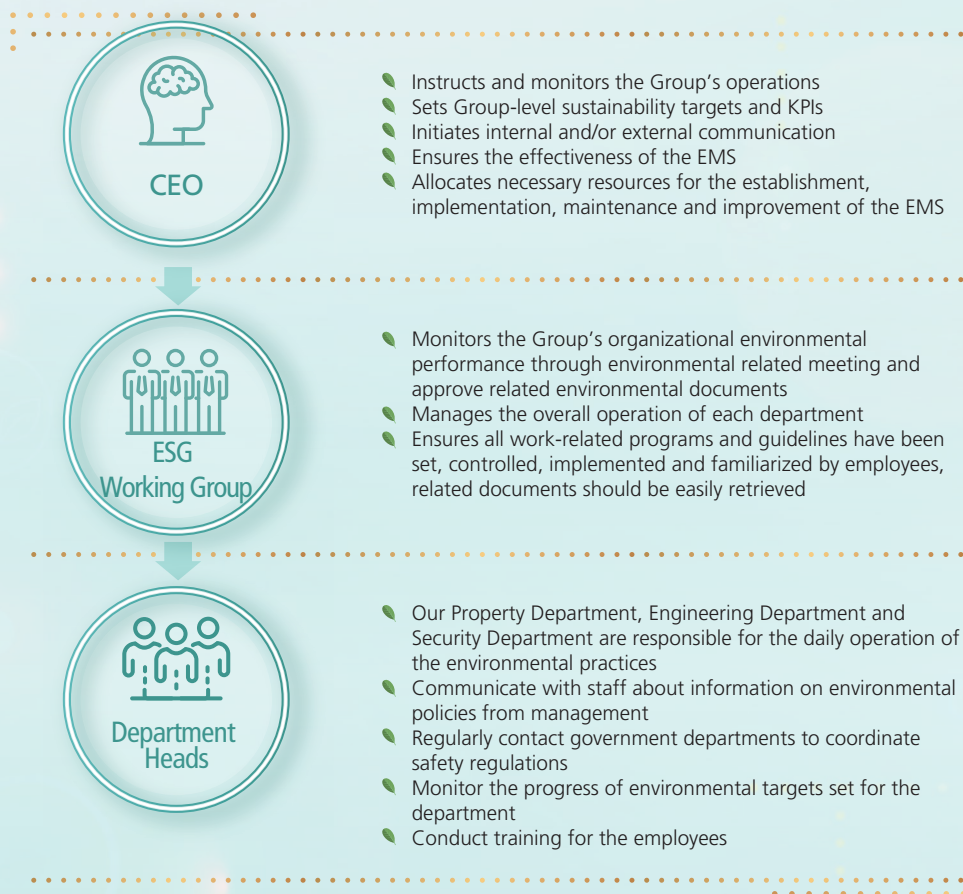 CEO
Instructs and monitors the Group's operations
Sets Group-level sustainability targets and KPIs
Initiates internal and/or external communication
Ensures the effectiveness of the EMS
Allocates necessary resources for the establishment,
implementation, maintenance and improvement of the EMS
ESG
Working Group
Monitors the Group's organizational environmental
performance through environmental related meeting and
approve related environmental documents
Manages the overall operation of each department
Ensures all work-related programs and guidelines have been
set, controlled, implemented and familiarized by employees,
related documents should be easily retrieved
Department
Heads
Our Property Department, Engineering Department and
Security Department are responsible for the daily operation of
the environmental practices
Communicate with staff about information on environmental
policies from management
Regularly contact government departments to coordinate
safety regulations
Monitor the progress of environmental targets set for the
department
Conduct training for the employees